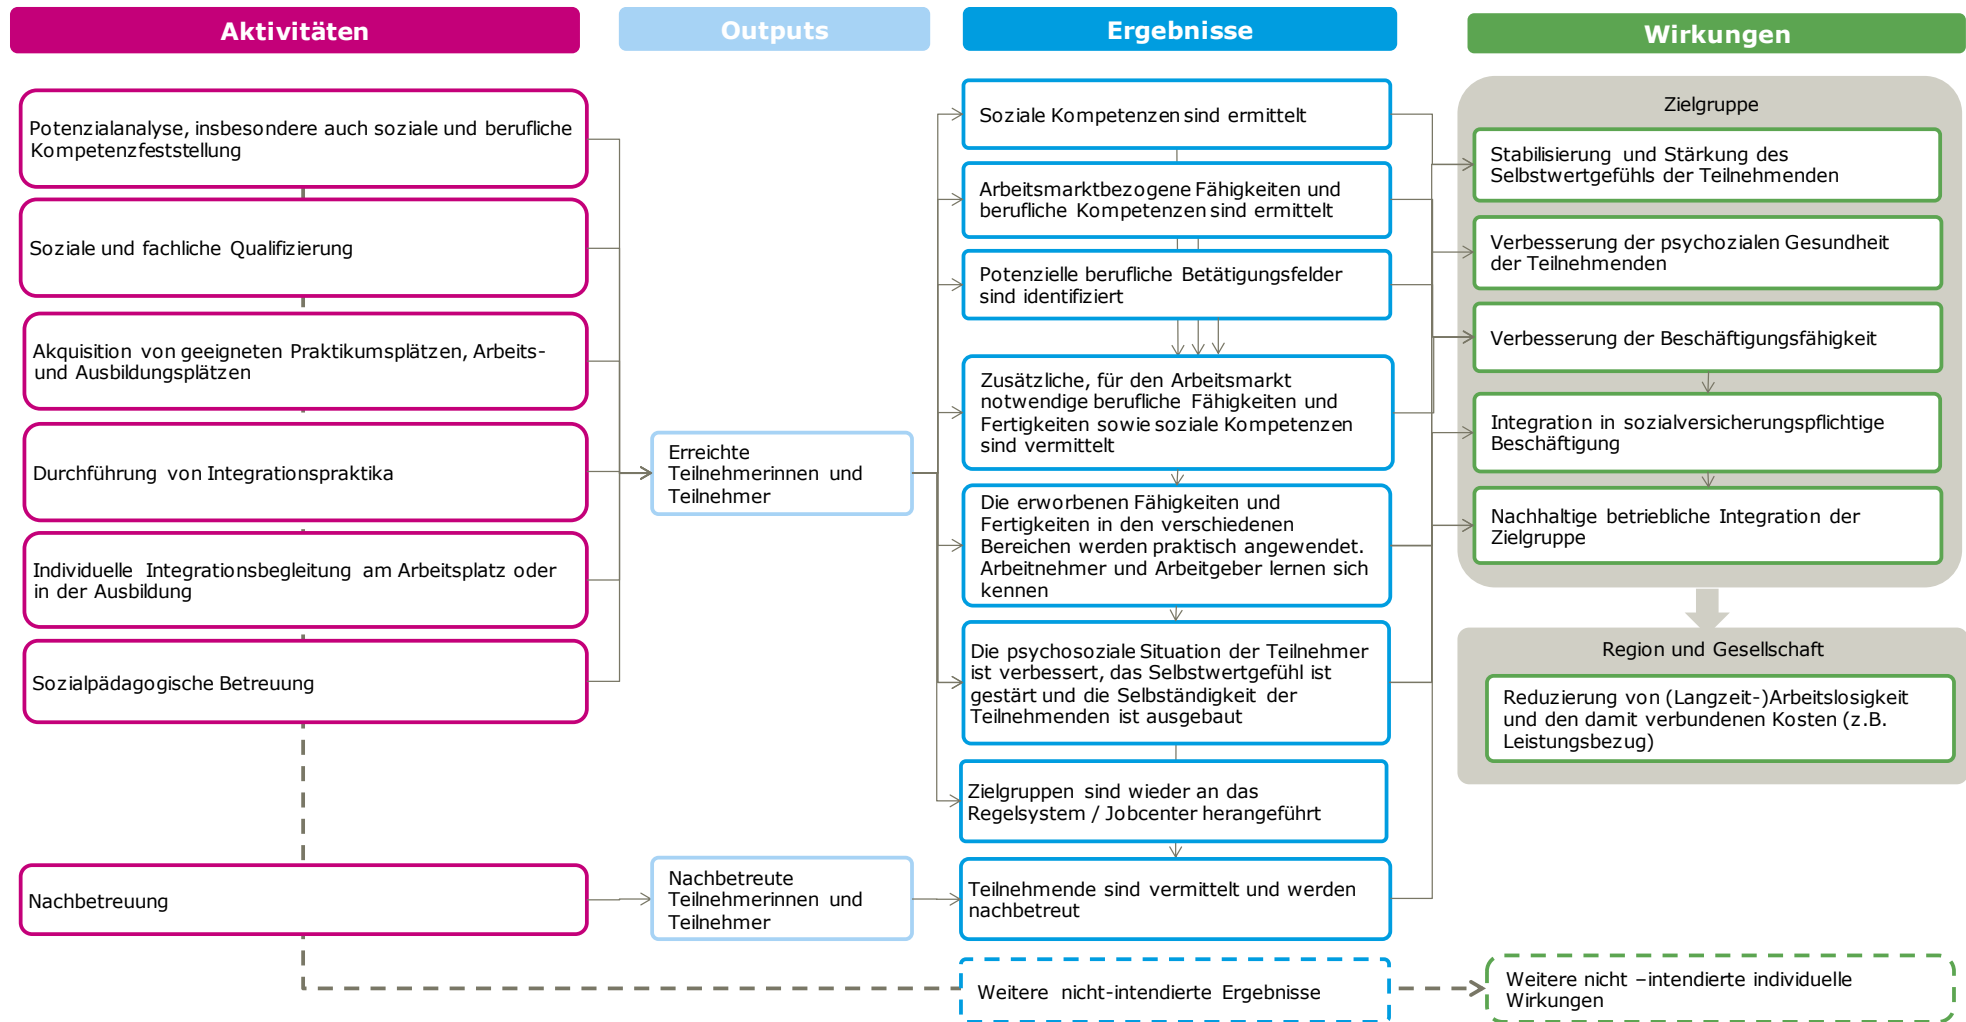 Aktivitäten
Outputs
Ergebnisse
Wirkungen
Potenzialanalyse, insbesondere auch soziale und berufliche
Kompetenzfeststellung
Soziale und fachliche Qualifizierung
Akquisition von geeigneten Praktikumsplätzen, Arbeits-
und Ausbildungsplätzen
Durchführung von Integrationspraktika
Individuelle Integrationsbegleitung am Arbeitsplatz oder
in der Ausbildung
Sozialpädagogische Betreuung
Nachbetreuung
Erreichte
Teilnehmerinnen und
Teilnehmer
Nachbetreute
Teilnehmerinnen und
Teilnehmer
Soziale Kompetenzen sind ermittelt
Arbeitsmarktbezogene Fähigkeiten und
berufliche Kompetenzen sind ermittelt
Potenzielle berufliche Betätigungsfelder
sind identifiziert
Zusätzliche, für den Arbeitsmarkt
notwendige berufliche Fähigkeiten und
Fertigkeiten sowie soziale Kompetenzen
sind vermittelt
Die erworbenen Fähigkeiten und
Fertigkeiten in den verschiedenen
Bereichen werden praktisch angewendet.
Arbeitnehmer und Arbeitgeber lernen sich
kennen
Die psychosoziale Situation der Teilnehmer
ist verbessert, das Selbstwertgefühl ist
gestärt und die Selbständigkeit der
Teilnehmenden ist ausgebaut
Zielgruppen sind wieder an das
Regelsystem / Jobcenter herangeführt
Teilnehmende sind vermittelt und werden
nachbetreut
Weitere nicht-intendierte Ergebnisse
Zielgruppe
Stabilisierung und Stärkung des
Selbstwertgefühls der Teilnehmenden
Verbesserung der psychozialen Gesundheit
der Teilnehmenden
Verbesserung der Beschäftigungsfähigkeit
Integration in sozialversicherungspflichtige
Beschäftigung
Nachhaltige betriebliche Integration der
Zielgruppe
Region und Gesellschaft
Reduzierung von (Langzeit-)Arbeitslosigkeit
und den damit verbundenen Kosten (z.B.
Leistungsbezug)
Weitere nicht –intendierte individuelle
Wirkungen